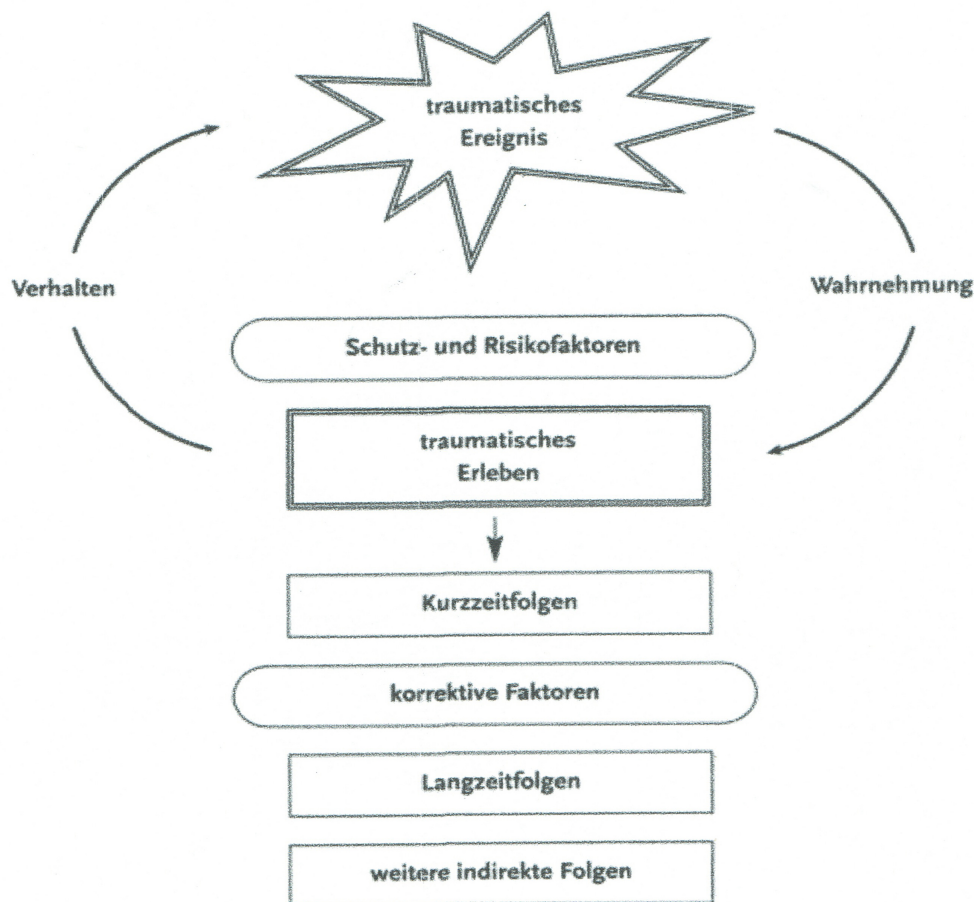 traumatisches
Ereignis
Verhalten
Wahrnehmung
Schutz- und Risikofaktoren
traumatisches
Erleben
Kurzzeitfolgen
korrektive Faktoren
Langzeitfolgen
weitere indirekte Folgen